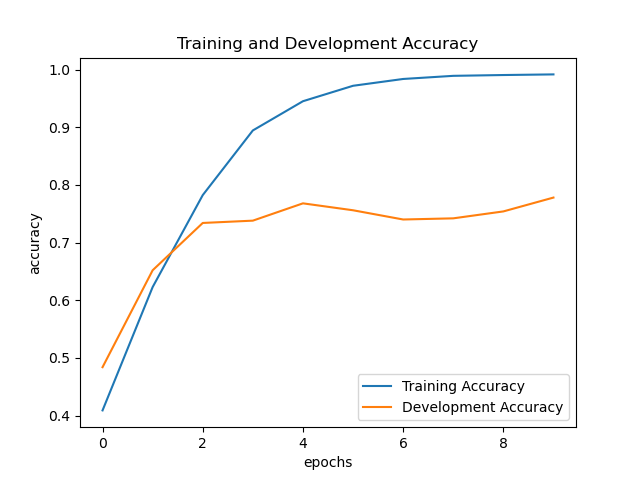 Training and Development Accuracy
1.0
0.9
0.8
0.7
0.6
0.5
0.4
accuracy
Training Accuracy
Development Accuracy
0 2 4 6 8
epochs